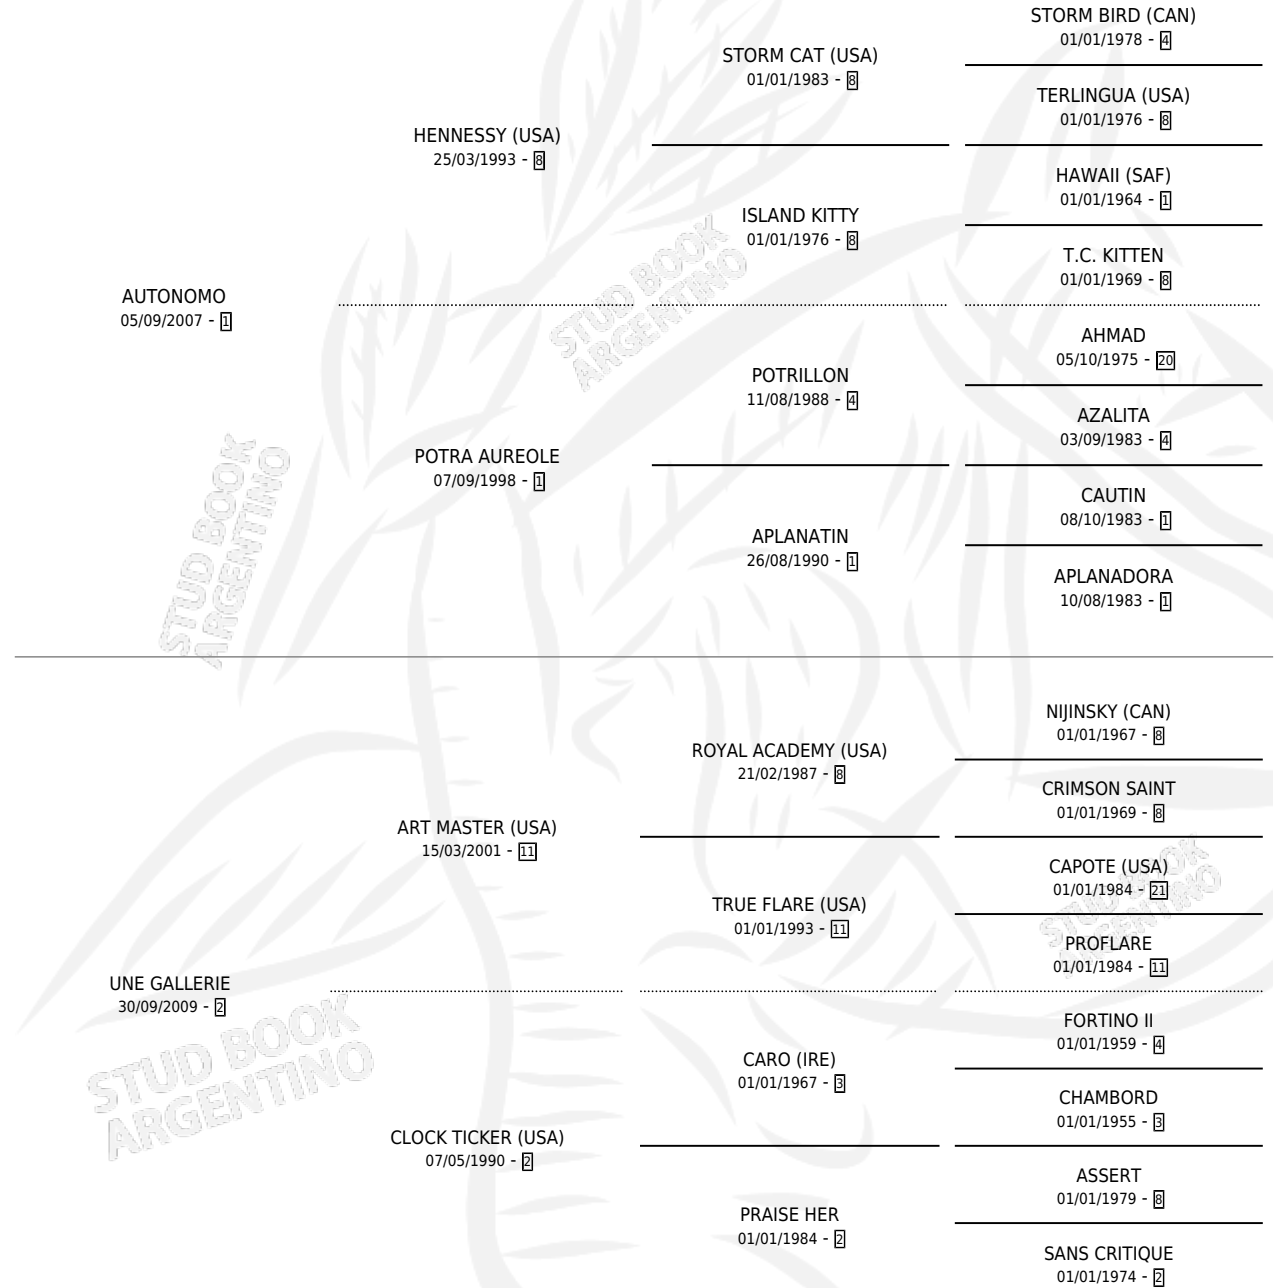 STORM BIRD (CAN)
01/01/1978 - 4
STORM CAT (USA)
01/01/1983 - 8
TERLINGUA (USA)
01/01/1976 - 8
HENNESSY (USA)
25/03/1993 - 8
HAWAII (SAF)
01/01/1964 - 1
ISLAND KITTY
01/01/1976 - 8
T.C. KITTEN
01/01/1969 - 8
AUTONOMO
05/09/2007 - 1
AHMAD
05/10/1975 - 20
POTRILLON
11/08/1988 - 4
AZALITA
03/09/1983 - 4
POTRA AUREOLE
07/09/1998 - 1
CAUTIN
08/10/1983 - 1
APLANATIN
26/08/1990 - 1
APLANADORA
10/08/1983 - 1
NIJINSKY (CAN)
01/01/1967 - 8
ROYAL ACADEMY (USA)
21/02/1987 - 8
CRIMSON SAINT
01/01/1969 - 8
ART MASTER (USA)
15/03/2001 - 11
CAPOTE (USA)
01/01/1984 - 21
TRUE FLARE (USA)
01/01/1993 - 11
PROFLARE
01/01/1984 - 11
UNE GALLERIE
30/09/2009 - 2
FORTINO II
01/01/1959 - 4
CARO (IRE)
01/01/1967 - 3
CHAMBORD
01/01/1955 - 3
CLOCK TICKER (USA)
07/05/1990 - 2
ASSERT
01/01/1979 - 8
PRAISE HER
01/01/1984 - 2
SANS CRITIQUE
01/01/1974 - 2
STUD BOOK
ARGENTINO
STUD BOOK
ARGENTINO
STUD BOOK
ARGENTINO
STUD BOOK
ARGENTINO